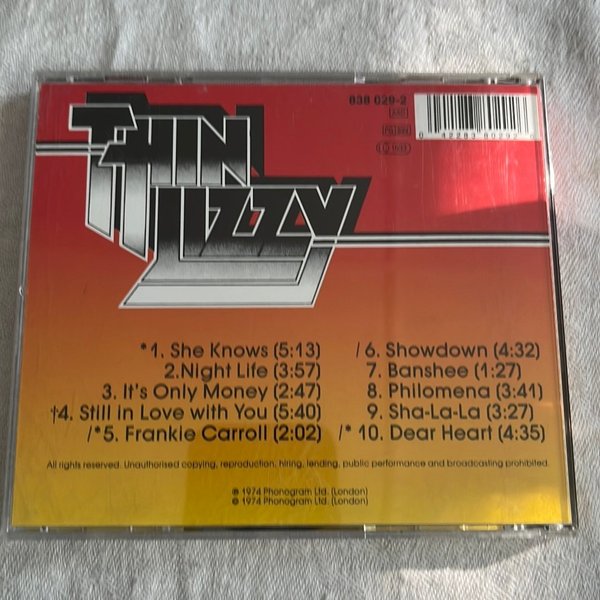 THIN
LIZZY
838 029-2
0 42283 80292
*1. She Knows (5:13)
2.Night Life (3:57)
3. It's Only Money (2:47)
†4. Still in Love with You (5:40)
/*5. Frankie Carroll (2:02)
/6. Showdown (4:32)
7. Banshee (1:27)
8. Philomena (3:41)
9. Sha-La-La (3:27)
/* 10. Dear Heart (4:35)
All rights reserved. Unauthorised copying, reproduction, hiring, lending, public performance and broadcasting prohibited.
℗ 1974 Phonogram Ltd. (London)
© 1974 Phonogram Ltd. (London)